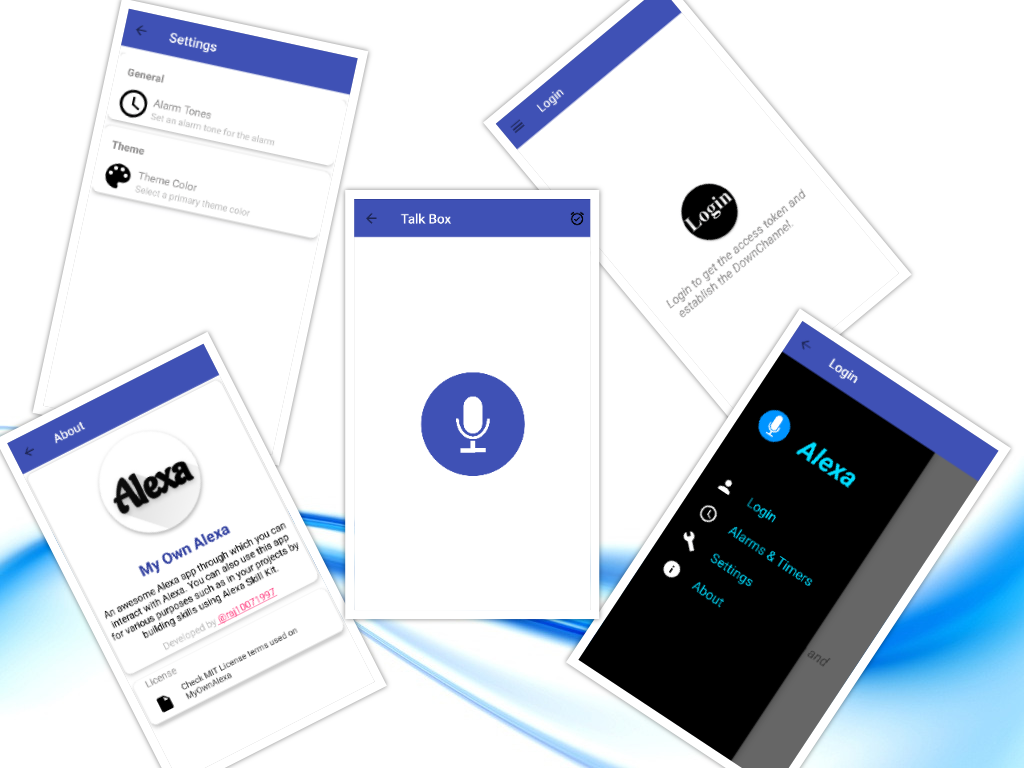 Settings
General
Alarm Tones
Set an alarm tone for the alarm
Theme
Theme Color
Select a primary theme color
Login
Login
Login to get the access token and
establish the DownChannel.
Talk Box
About
Alexa
My Own Alexa
An awesome Alexa app through which you can
interact with Alexa. You can also use this app
for various purposes such as in your projects by
building skills using Alexa Skill Kit.
Developed by @raj10071997
License
Check MIT License terms used on
MyOwnAlexa
Login
Alexa
Login
Alarms & Timers
Settings
About
and